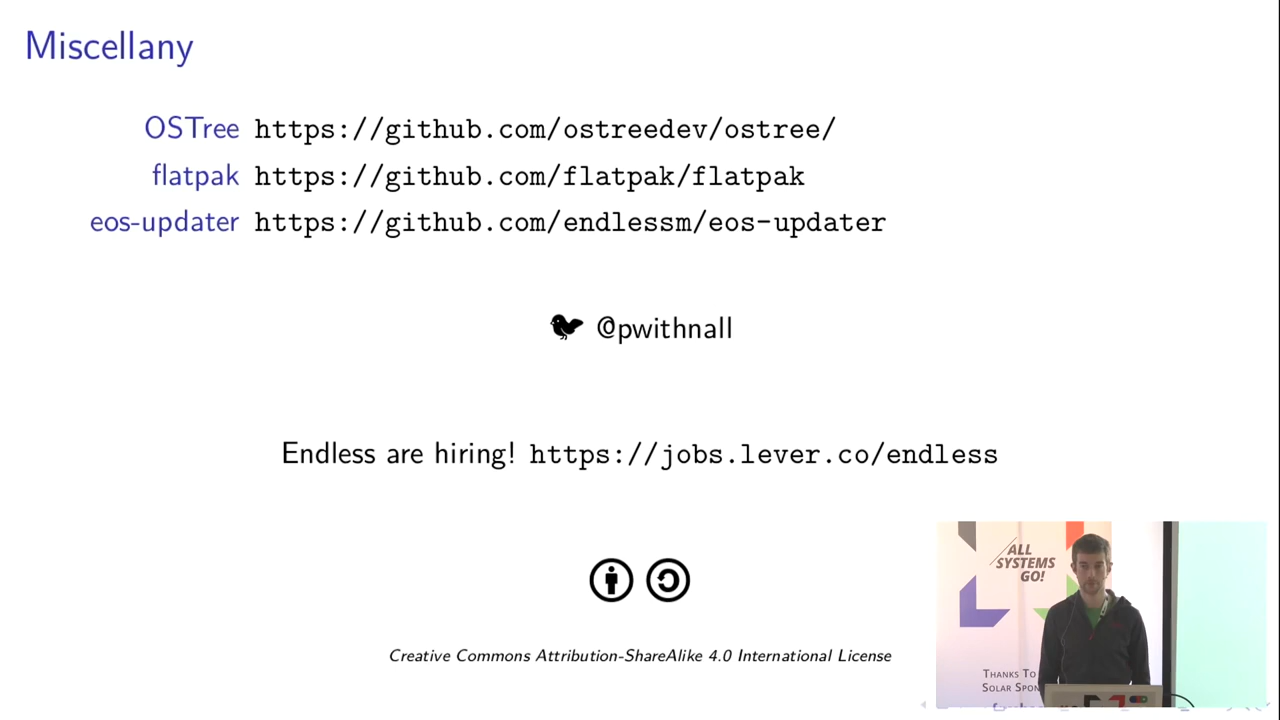 Miscellany
OSTree https://github.com/ostreedev/ostree/
flatpak https://github.com/flatpak/flatpak
eos-updater https://github.com/endlessm/eos-updater
@pwithnall
Endless are hiring! https://jobs.lever.co/endless
Creative Commons Attribution-ShareAlike 4.0 International License
ALL
SYSTEMS
GO!
THANKS TO
SOLAR